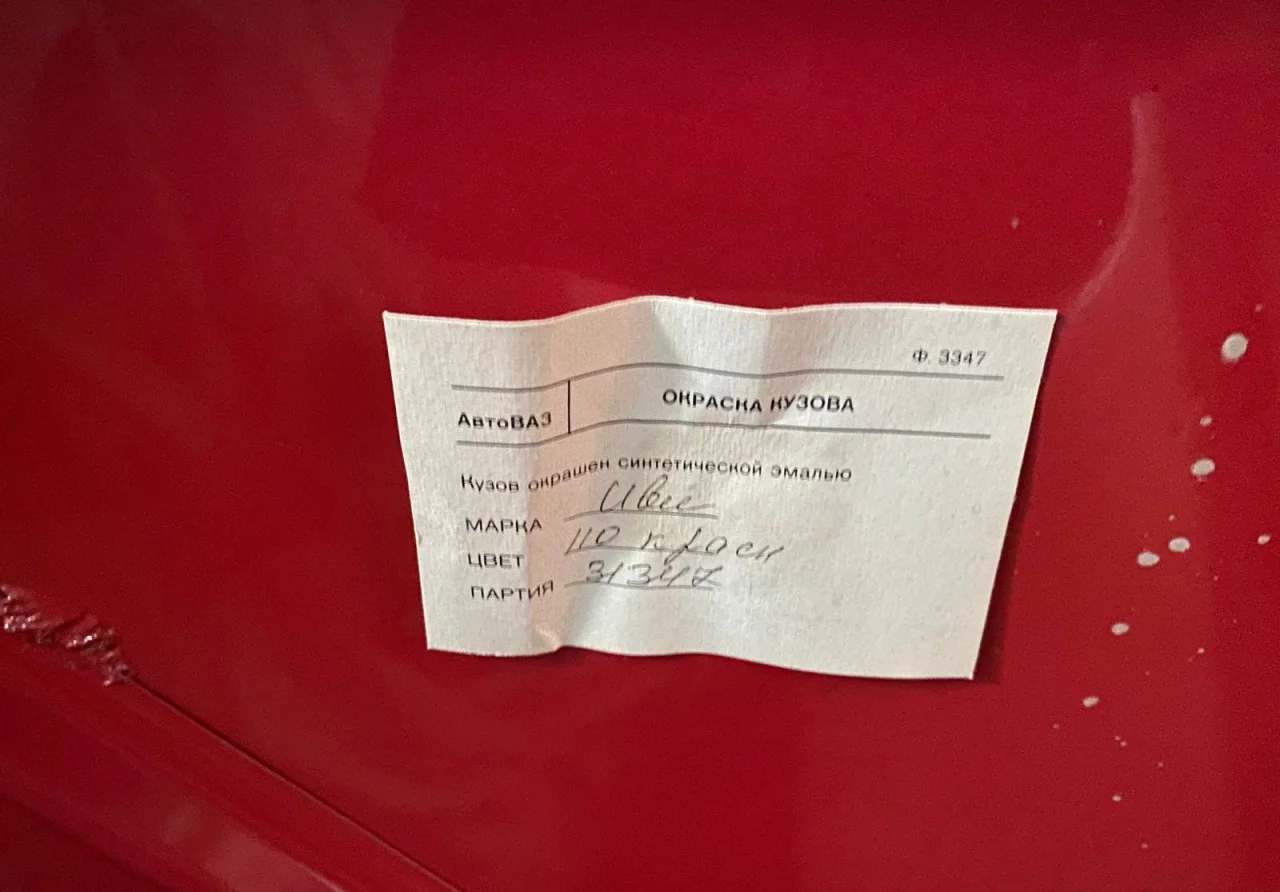 Ф. 3347
АвтоВАЗ ОКРАСКА КУЗОВА
Кузов окрашен синтетической эмалью
МАРКА
ЦВЕТ 110 красн
ПАРТИЯ 31347